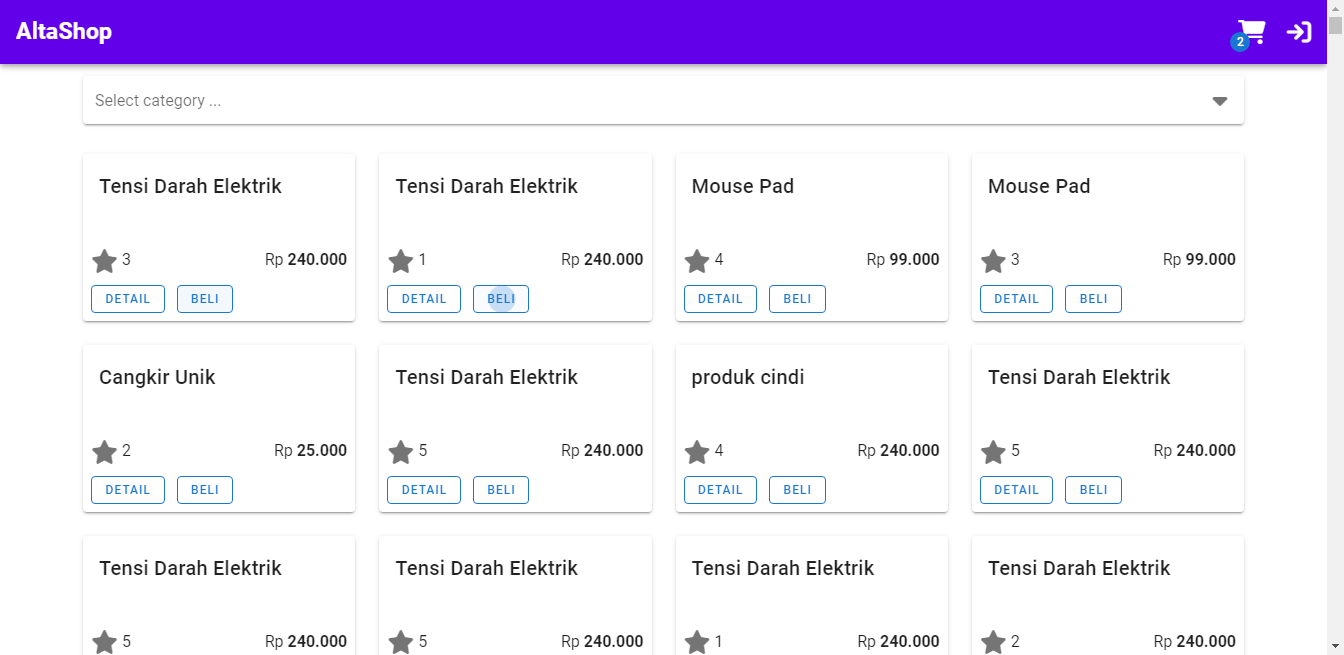 AltaShop
2
Select category ...
Tensi Darah Elektrik
3 Rp 240.000
DETAIL BELI
Tensi Darah Elektrik
1 Rp 240.000
DETAIL BELI
Mouse Pad
4 Rp 99.000
DETAIL BELI
Mouse Pad
3 Rp 99.000
DETAIL BELI
Cangkir Unik
2 Rp 25.000
DETAIL BELI
Tensi Darah Elektrik
5 Rp 240.000
DETAIL BELI
produk cindi
4 Rp 240.000
DETAIL BELI
Tensi Darah Elektrik
5 Rp 240.000
DETAIL BELI
Tensi Darah Elektrik
5 Rp 240.000
Tensi Darah Elektrik
5 Rp 240.000
Tensi Darah Elektrik
1 Rp 240.000
Tensi Darah Elektrik
2 Rp 240.000